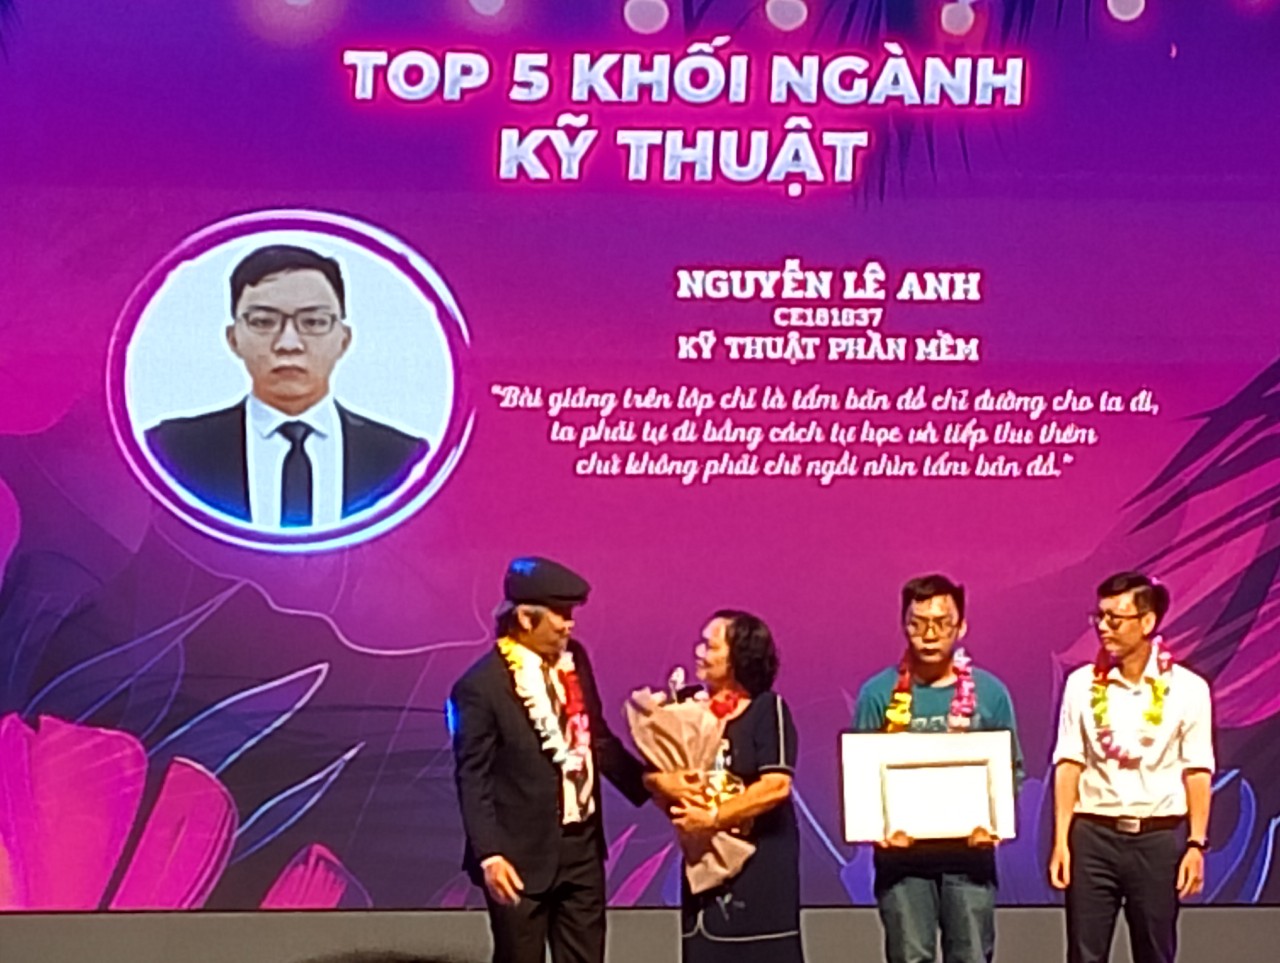 TOP 5 KHỐI NGÀNH
KỸ THUẬT
NGUYỄN LÊ ANH
CE181837
KỸ THUẬT PHẦN MỀM
"Bài giảng trên lớp chỉ là tấm bản đồ chỉ đường cho ta đi,
ta phải tự đi bằng cách tự học và tiếp thu thêm
chứ không phải chỉ ngồi nhìn tấm bản đồ."